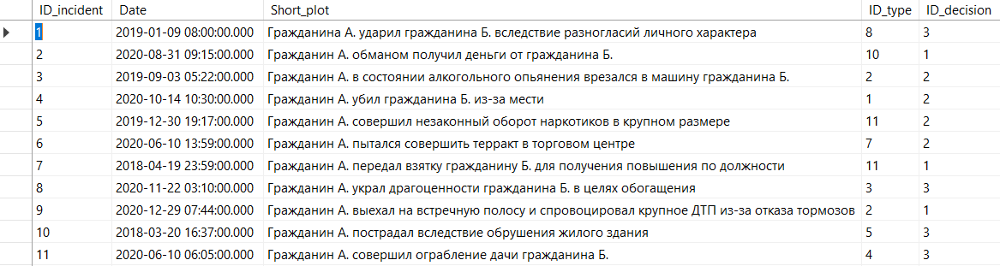 ID_incident Date Short_plot ID_type ID_decision
1 2019-01-09 08:00:00.000 Гражданина А. ударил гражданина Б. вследствие разногласий личного характера 8 3
2 2020-08-31 09:15:00.000 Гражданин А. обманом получил деньги от гражданина Б. 10 1
3 2019-09-03 05:22:00.000 Гражданин А. в состоянии алкогольного опьянения врезался в машину гражданина Б. 2 2
4 2020-10-14 10:30:00.000 Гражданин А. убил гражданина Б. из-за мести 1 2
5 2019-12-30 19:17:00.000 Гражданин А. совершил незаконный оборот наркотиков в крупном размере 11 2
6 2020-06-10 13:59:00.000 Гражданин А. пытался совершить терракт в торговом центре 7 2
7 2018-04-19 23:59:00.000 Гражданин А. передал взятку гражданину Б. для получения повышения по должности 11 1
8 2020-11-22 03:10:00.000 Гражданин А. украл драгоценности гражданина Б. в целях обогащения 3 3
9 2020-12-29 07:44:00.000 Гражданин А. выехал на встречную полосу и спровоцировал крупное ДТП из-за отказа тормозов 2 1
10 2018-03-20 16:37:00.000 Гражданин А. пострадал вследствие обрушения жилого здания 5 3
11 2020-06-10 06:05:00.000 Гражданин А. совершил ограбление дачи гражданина Б. 4 3